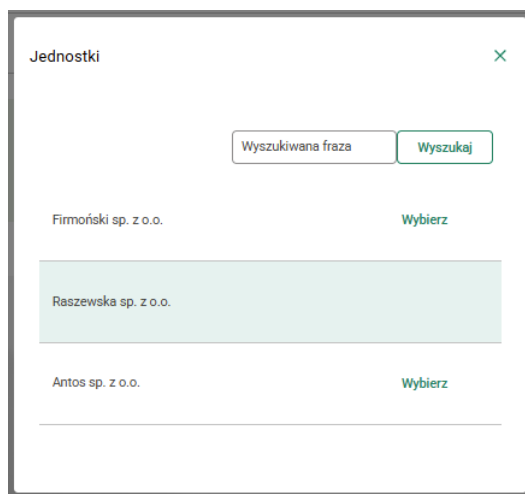 Jednostki
Wyszukiwana fraza Wyszukaj
Firmoński sp. z o.o. Wybierz
Raszewska sp. z o.o.
Antos sp. z o.o. Wybierz